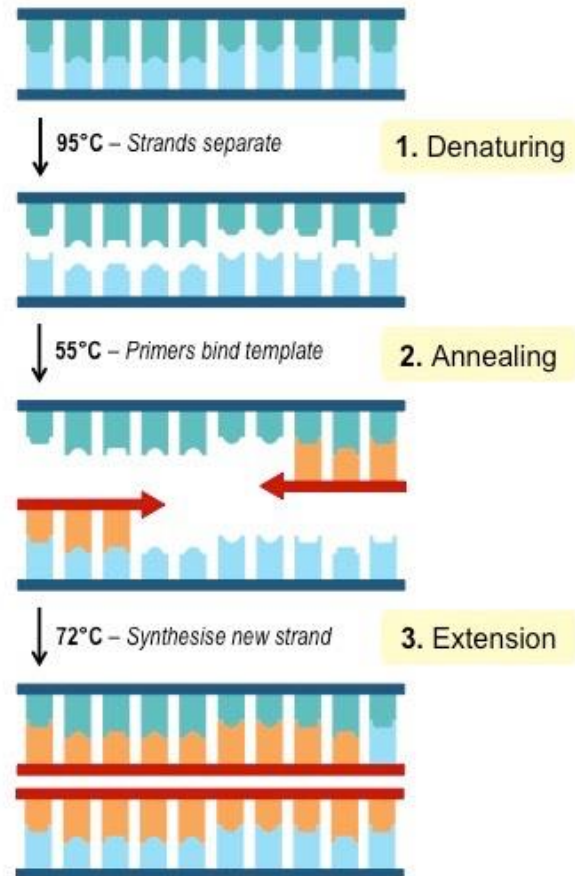 95°C – Strands separate
1. Denaturing
55°C – Primers bind template
2. Annealing
72°C – Synthesise new strand
3. Extension